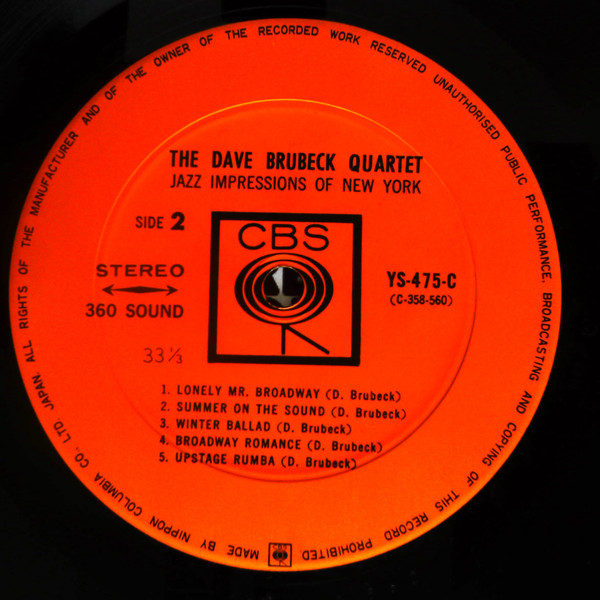 THE DAVE BRUBECK QUARTET
JAZZ IMPRESSIONS OF NEW YORK
SIDE 2
CBS
STEREO
360 SOUND
YS-475-C
(C-358-560)
33 ⅓
1. LONELY MR. BROADWAY (D. Brubeck)
2. SUMMER ON THE SOUND (D. Brubeck)
3. WINTER BALLAD (D. Brubeck)
4. BROADWAY ROMANCE (D. Brubeck)
5. UPSTAGE RUMBA (D. Brubeck)
MADE BY NIPPON COLUMBIA CO., LTD. JAPAN, ALL RIGHTS OF THE MANUFACTURER AND OF THE OWNER OF THE RECORDED WORK RESERVED UNAUTHORISED PUBLIC PERFORMANCE. BROADCASTING AND COPYING OF THIS RECORD PROHIBITED